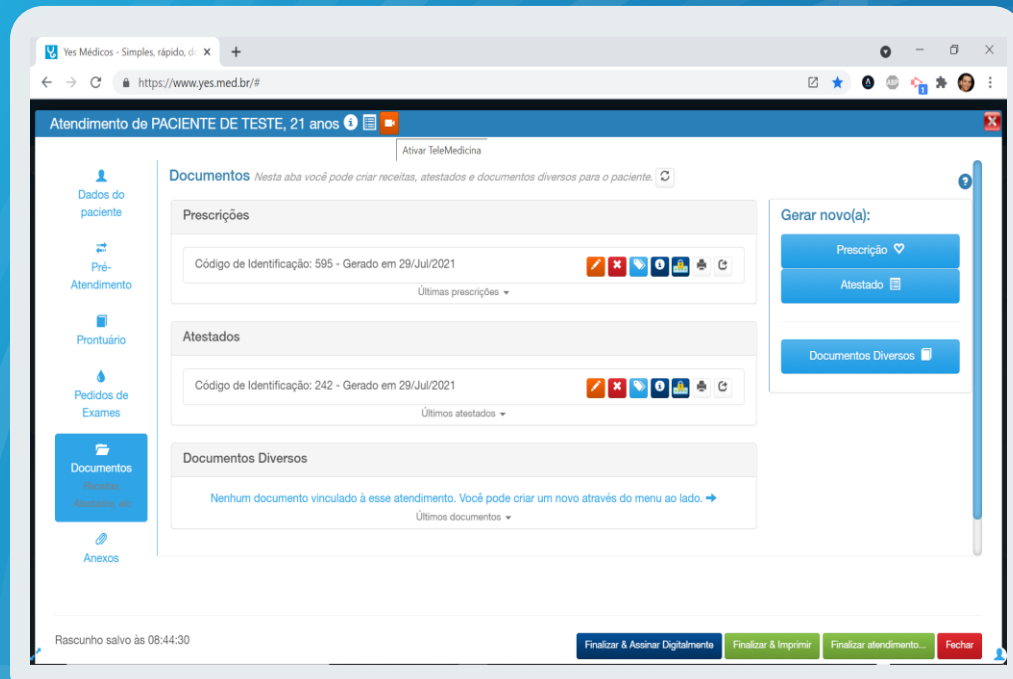 Yes Médicos - Simples, rápido, d
https://www.yes.med.br/#
1
Atendimento de PACIENTE DE TESTE, 21 anos
Ativar TeleMedicina
Dados do
paciente
Pré-
Atendimento
Prontuário
Pedidos de
Exames
Documentos
Receitas
Atestados, etc
Anexos
Documentos Nesta aba você pode criar receitas, atestados e documentos diversos para o paciente.
Prescrições
Código de Identificação: 595 - Gerado em 29/Jul/2021
Últimas prescrições
Atestados
Código de Identificação: 242 - Gerado em 29/Jul/2021
Últimos atestados
Documentos Diversos
Nenhum documento vinculado à esse atendimento. Você pode criar um novo através do menu ao lado.
Últimos documentos
Gerar novo(a):
Prescrição
Atestado
Documentos Diversos
Rascunho salvo às 08:44:30
Finalizar & Assinar Digitalmente
Finalizar & Imprimir
Finalizar atendimento...
Fechar